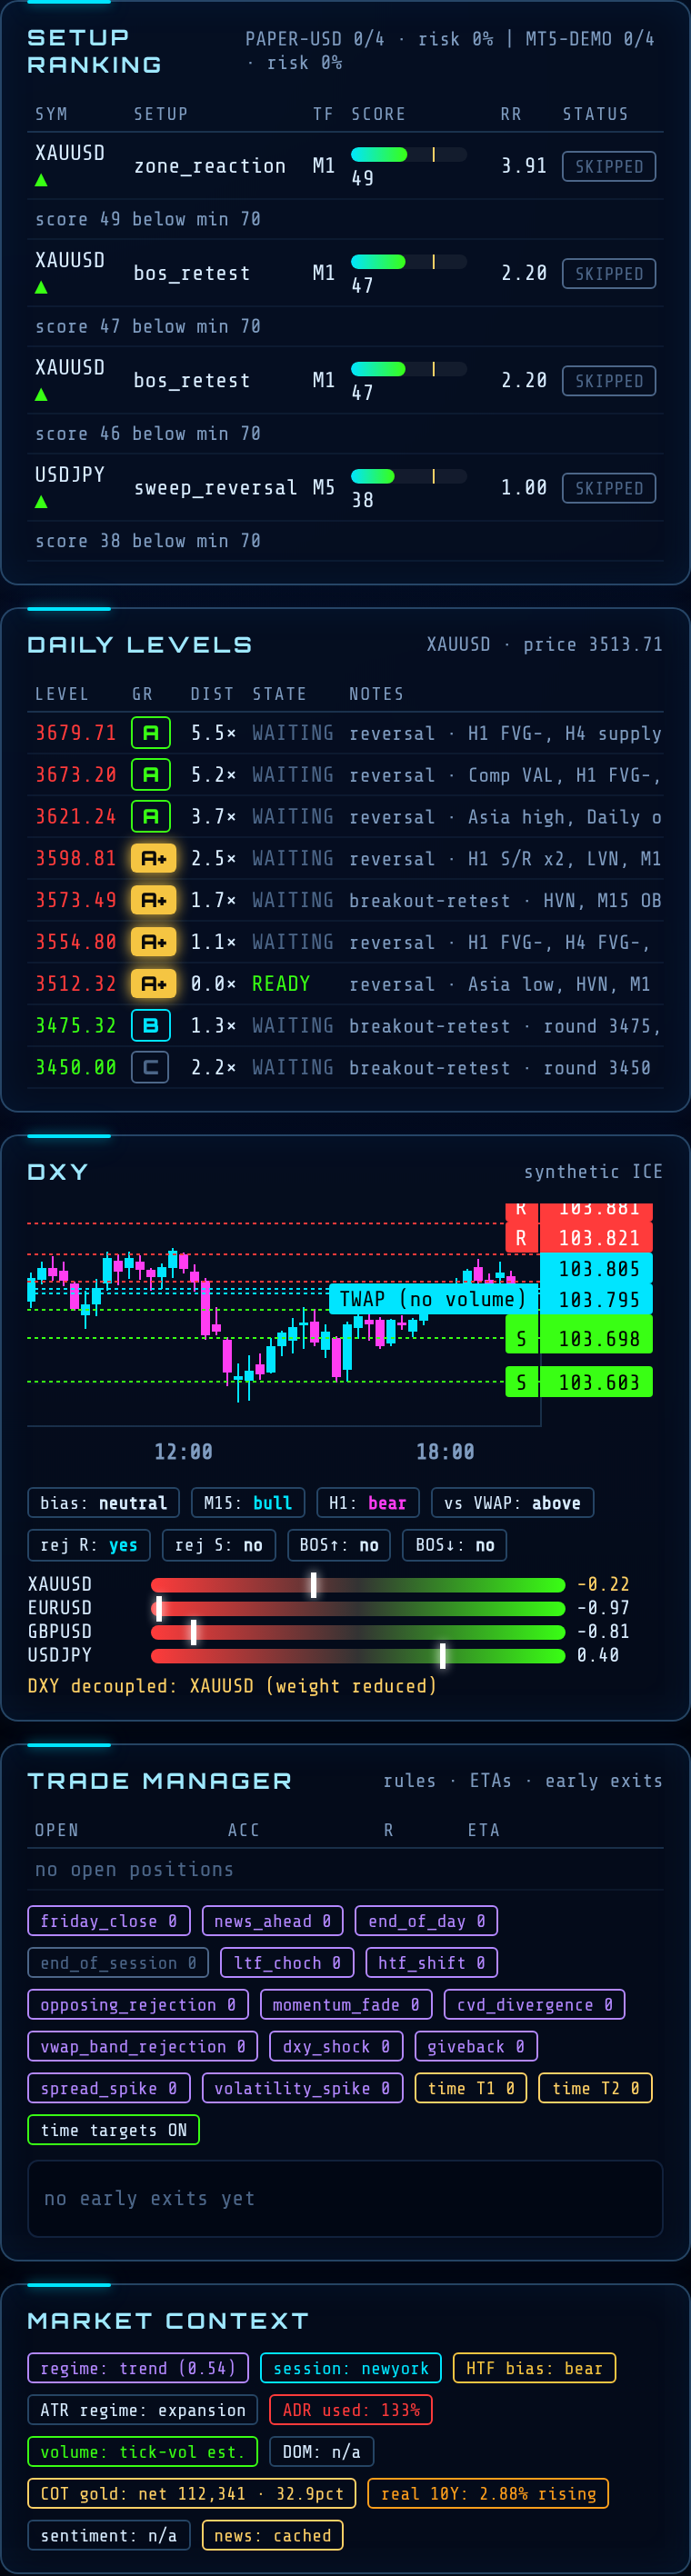 SETUP RANKING
PAPER-USD 0/4 · risk 0% | MT5-DEMO 0/4 · risk 0%
SYM SETUP TF SCORE RR STATUS
XAUUSD ▲ zone_reaction M1 49 3.91 SKIPPED
score 49 below min 70
XAUUSD ▲ bos_retest M1 47 2.20 SKIPPED
score 47 below min 70
XAUUSD ▲ bos_retest M1 47 2.20 SKIPPED
score 46 below min 70
USDJPY ▲ sweep_reversal M5 38 1.00 SKIPPED
score 38 below min 70
DAILY LEVELS XAUUSD · price 3513.71
LEVEL GR DIST STATE NOTES
3679.71 A 5.5× WAITING reversal · H1 FVG-, H4 supply
3673.20 A 5.2× WAITING reversal · Comp VAL, H1 FVG-,
3621.24 A 3.7× WAITING reversal · Asia high, Daily o
3598.81 A+ 2.5× WAITING reversal · H1 S/R x2, LVN, M1
3573.49 A+ 1.7× WAITING breakout-retest · HVN, M15 OB
3554.80 A+ 1.1× WAITING reversal · H1 FVG-, H4 FVG-,
3512.32 A+ 0.0× READY reversal · Asia low, HVN, M1
3475.32 B 1.3× WAITING breakout-retest · round 3475,
3450.00 C 2.2× WAITING breakout-retest · round 3450
DXY synthetic ICE
R 103.881
R 103.821
103.805
TWAP (no volume) 103.795
S 103.698
S 103.603
12:00 18:00
bias: neutral M15: bull H1: bear vs VWAP: above
rej R: yes rej S: no BOS↑: no BOS↓: no
XAUUSD -0.22
EURUSD -0.97
GBPUSD -0.81
USDJPY 0.40
DXY decoupled: XAUUSD (weight reduced)
TRADE MANAGER rules · ETAs · early exits
OPEN ACC R ETA
no open positions
friday_close 0 news_ahead 0 end_of_day 0
end_of_session 0 ltf_choch 0 htf_shift 0
opposing_rejection 0 momentum_fade 0 cvd_divergence 0
vwap_band_rejection 0 dxy_shock 0 giveback 0
spread_spike 0 volatility_spike 0 time T1 0 time T2 0
time targets ON
no early exits yet
MARKET CONTEXT
regime: trend (0.54) session: newyork HTF bias: bear
ATR regime: expansion ADR used: 133%
volume: tick-vol est. DOM: n/a
COT gold: net 112,341 · 32.9pct real 10Y: 2.88% rising
sentiment: n/a news: cached